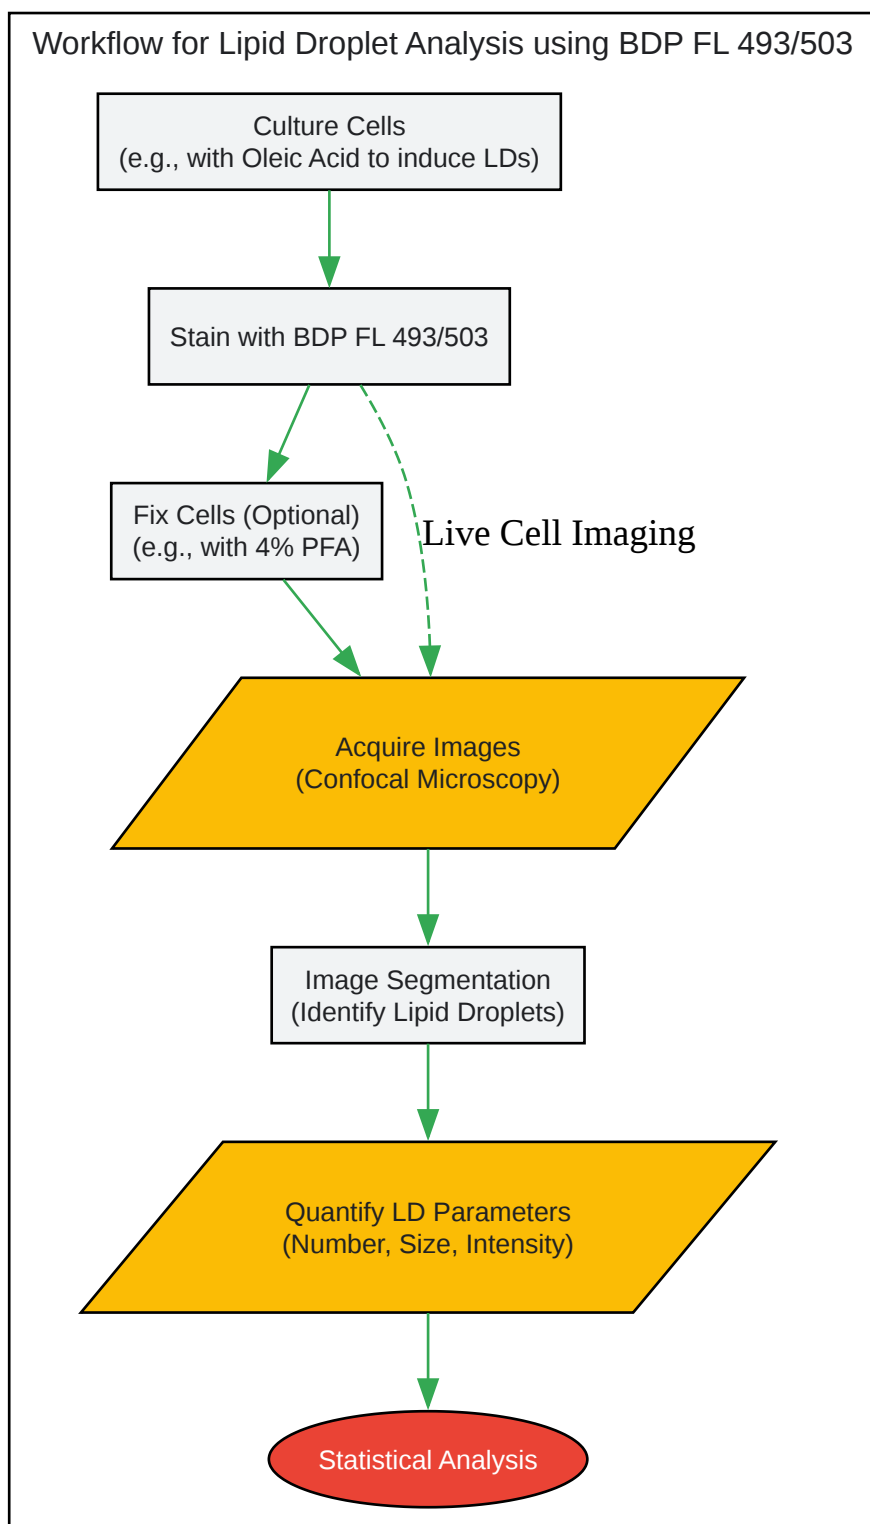 Workflow for Lipid Droplet Analysis using BDP FL 493/503
Culture Cells
(e.g., with Oleic Acid to induce LDs)
Stain with BDP FL 493/503
Fix Cells (Optional)
(e.g., with 4% PFA)
Live Cell Imaging
Acquire Images
(Confocal Microscopy)
Image Segmentation
(Identify Lipid Droplets)
Quantify LD Parameters
(Number, Size, Intensity)
Statistical Analysis